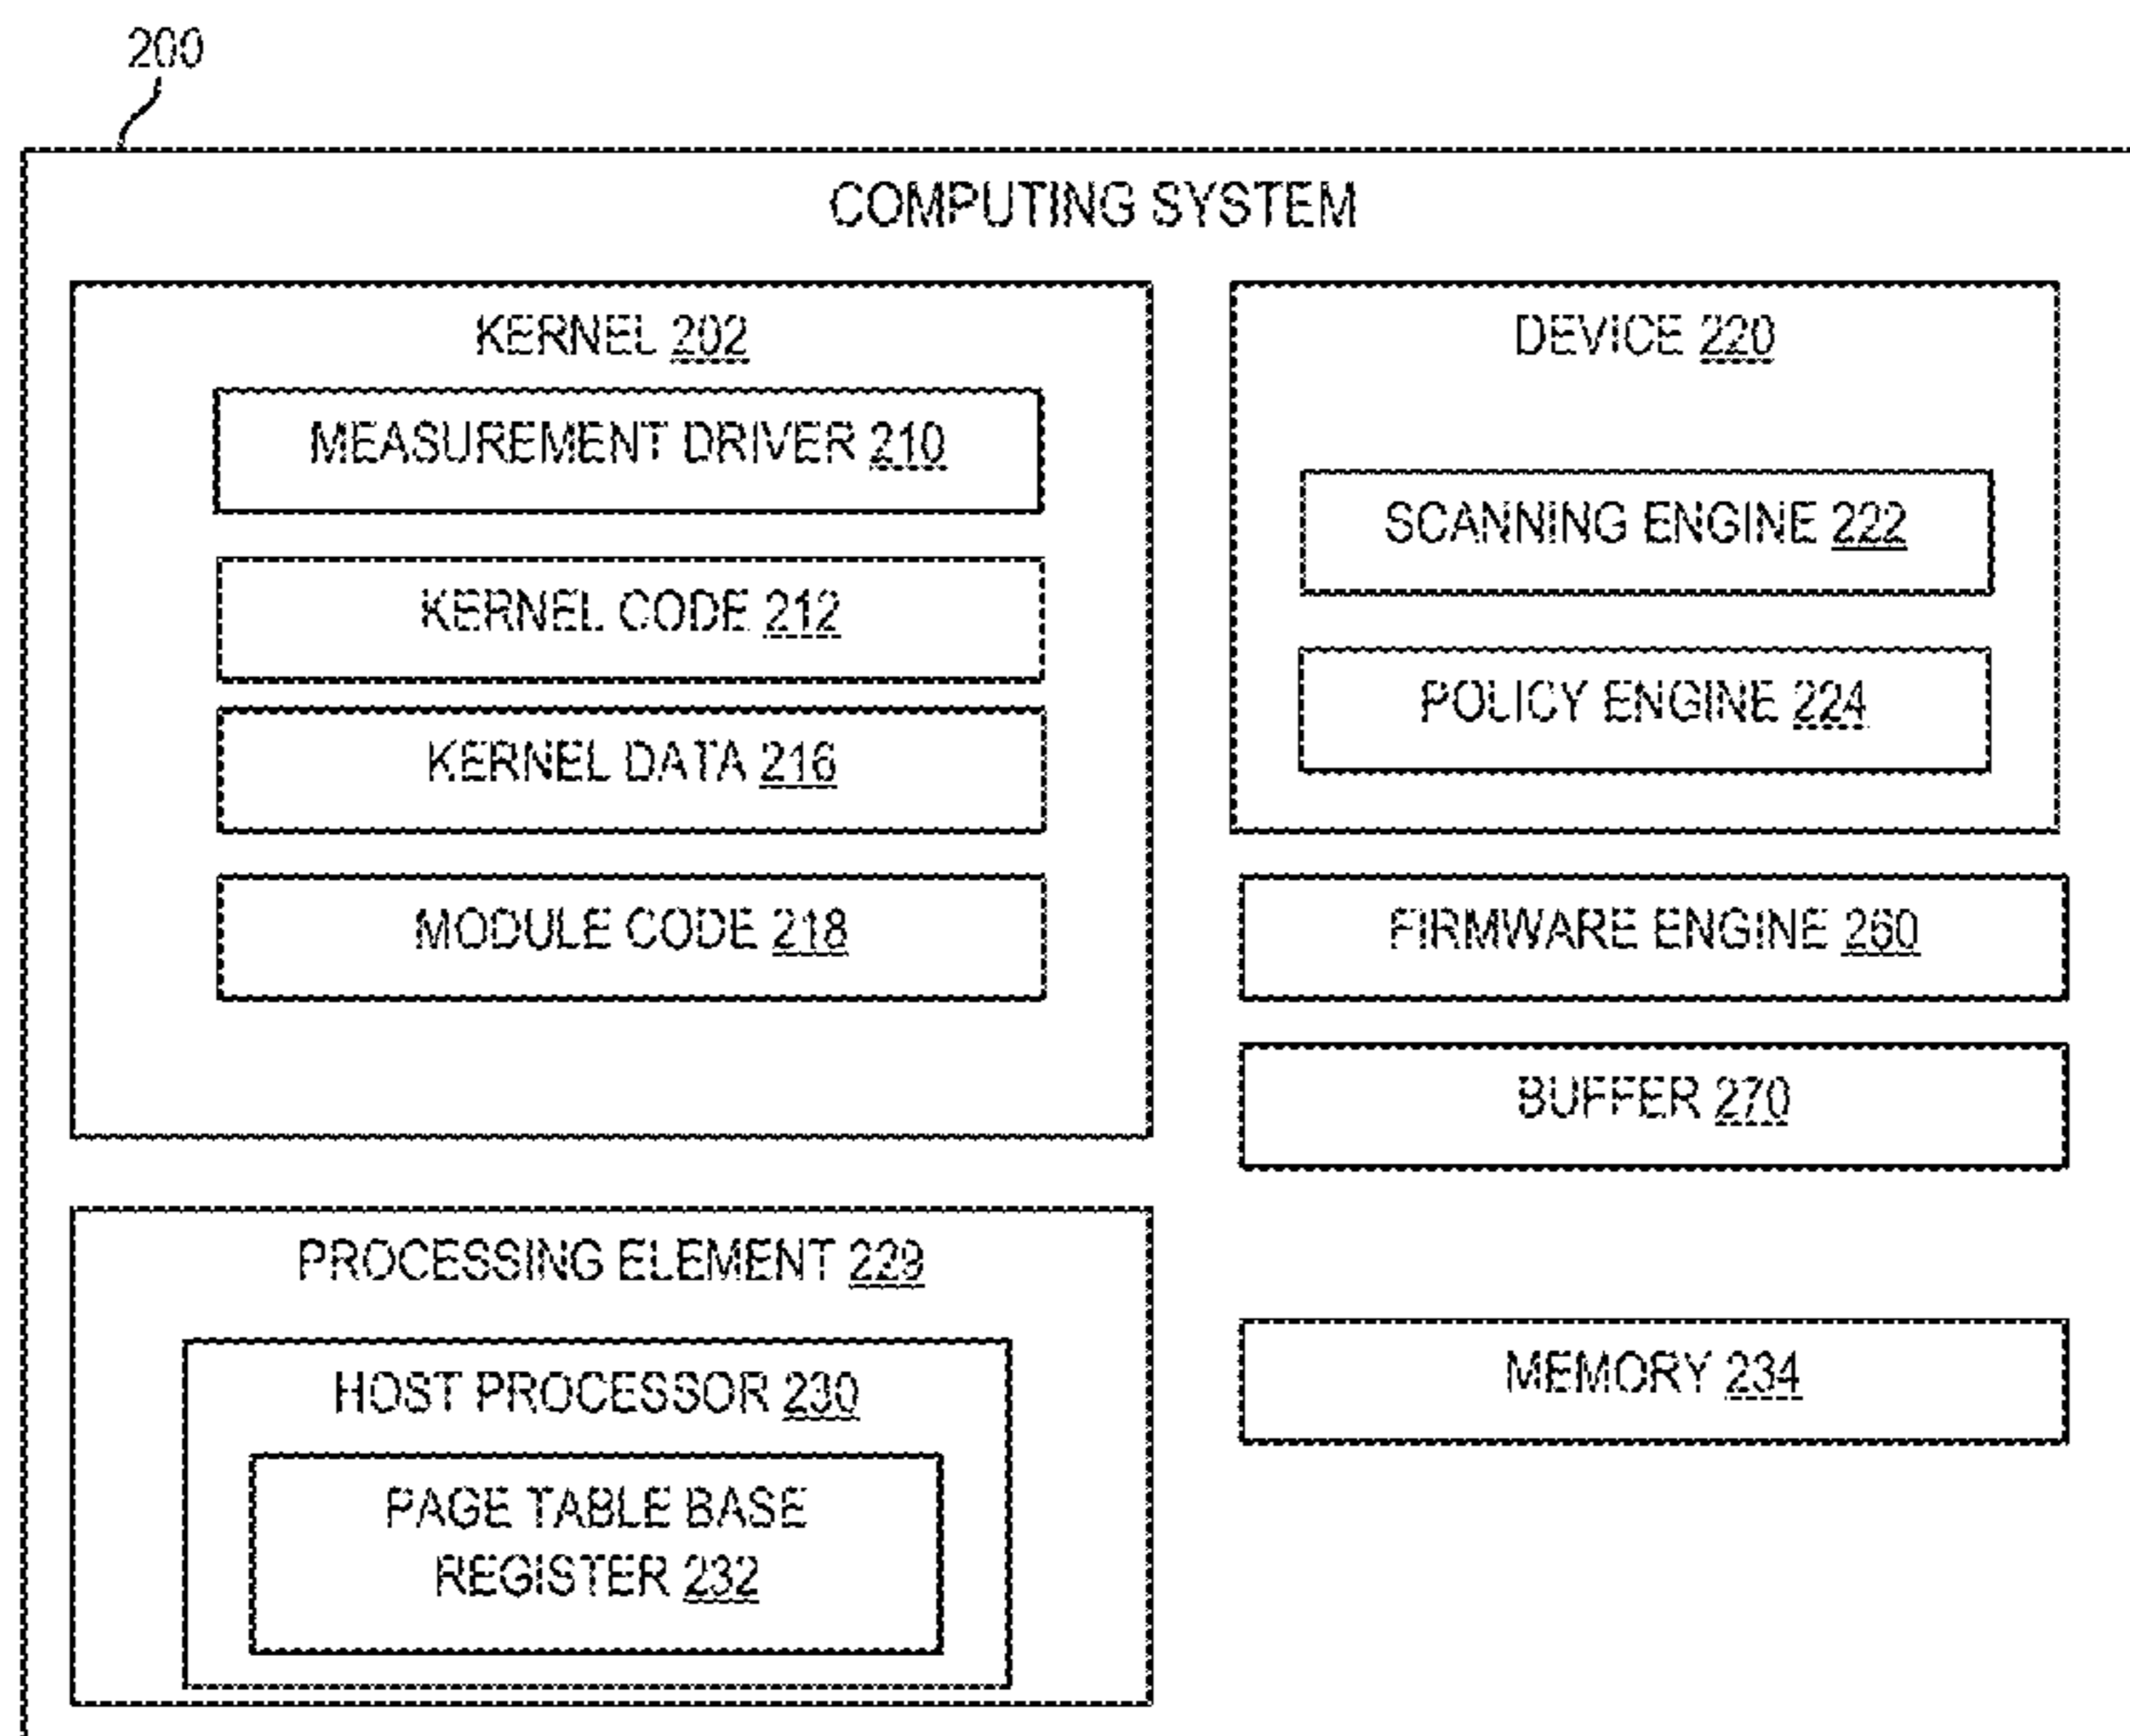 200
COMPUTING SYSTEM
KERNEL 202
MEASUREMENT DRIVER 210
KERNEL CODE 212
KERNEL DATA 216
MODULE CODE 218
DEVICE 220
SCANNING ENGINE 222
POLICY ENGINE 224
FIRMWARE ENGINE 260
BUFFER 270
PROCESSING ELEMENT 229
HOST PROCESSOR 230
PAGE TABLE BASE
REGISTER 232
MEMORY 234